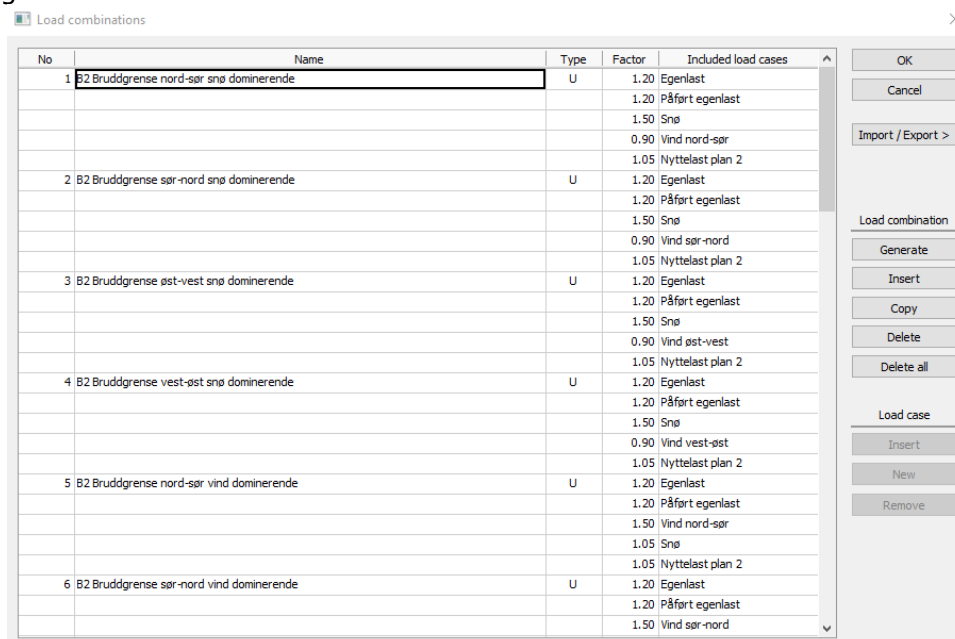 Load combinations
No Name Type Factor Included load cases
1 B2 Bruddgrense nord-sør snø dominerende U 1.20 Egenlast
1.20 Påført egenlast
1.50 Snø
0.90 Vind nord-sør
1.05 Nyttelast plan 2
2 B2 Bruddgrense sør-nord snø dominerende U 1.20 Egenlast
1.20 Påført egenlast
1.50 Snø
0.90 Vind sør-nord
1.05 Nyttelast plan 2
3 B2 Bruddgrense øst-vest snø dominerende U 1.20 Egenlast
1.20 Påført egenlast
1.50 Snø
0.90 Vind øst-vest
1.05 Nyttelast plan 2
4 B2 Bruddgrense vest-øst snø dominerende U 1.20 Egenlast
1.20 Påført egenlast
1.50 Snø
0.90 Vind vest-øst
1.05 Nyttelast plan 2
5 B2 Bruddgrense nord-sør vind dominerende U 1.20 Egenlast
1.20 Påført egenlast
1.50 Vind nord-sør
1.05 Snø
1.05 Nyttelast plan 2
6 B2 Bruddgrense sør-nord vind dominerende U 1.20 Egenlast
1.20 Påført egenlast
1.50 Vind sør-nord
OK
Cancel
Import / Export >
Load combination
Generate
Insert
Copy
Delete
Delete all
Load case
Insert
New
Remove